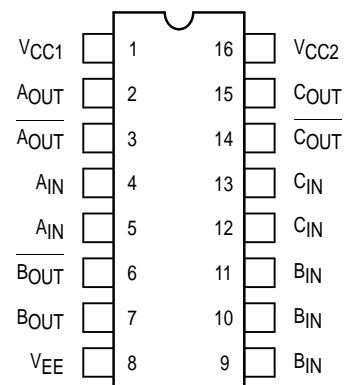 VCC1 1 16 VCC2
AOUT 2 15 COUT
AOUT 3 14 COUT
AIN 4 13 CIN
AIN 5 12 CIN
BOUT 6 11 BIN
BOUT 7 10 BIN
VEE 8 9 BIN